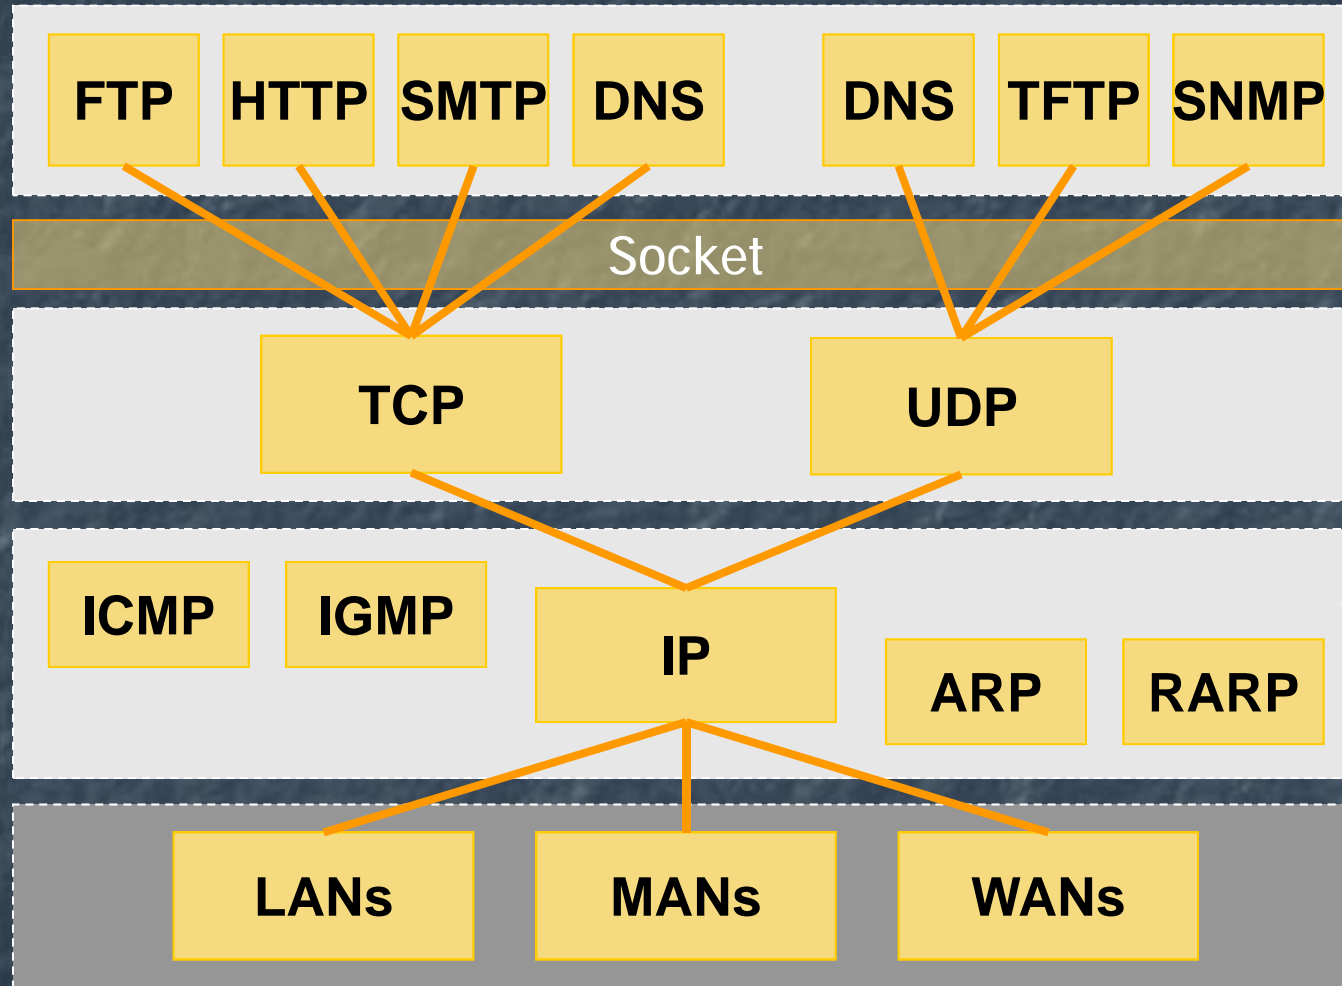 FTP HTTP SMTP DNS DNS TFTP SNMP
Socket
TCP UDP
ICMP IGMP IP ARP RARP
LANs MANs WANs